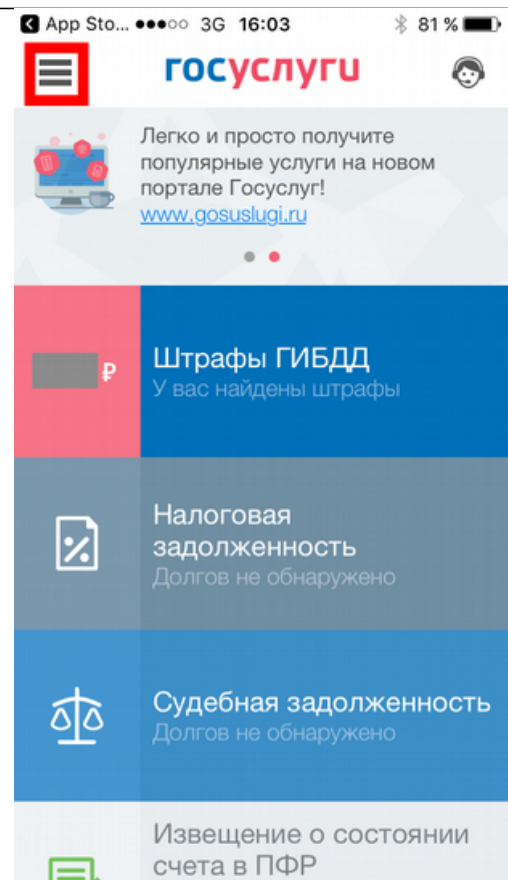 App Sto... 3G 16:03 81 %
госуслуги
Легко и просто получите
популярные услуги на новом
портале Госуслуг!
www.gosuslugi.ru
₽
Штрафы ГИБДД
У вас найдены штрафы
Налоговая
задолженность
Долгов не обнаружено
Судебная задолженность
Долгов не обнаружено
Извещение о состоянии
счета в ПФР